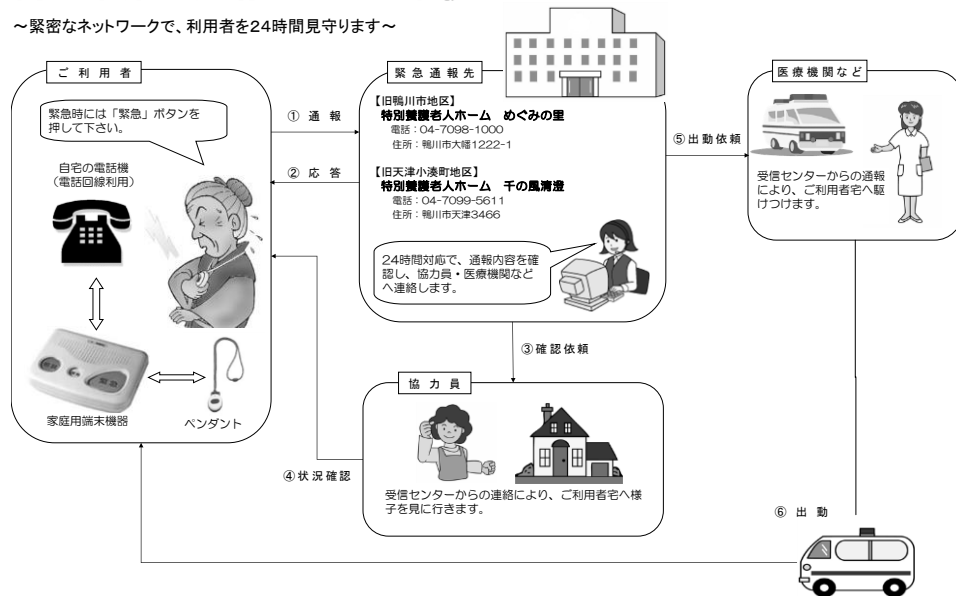 ～緊密なネットワークで、利用者を24時間見守ります～
ご利用者
緊急時には「緊急」ボタンを
押して下さい。
自宅の電話機
（電話回線利用）
家庭用端末機器
ペンダント
① 通 報
② 応 答
緊急通報先
【旧鴨川市地区】
特別養護老人ホーム　めぐみの里
電話：04-7098-1000
住所：鴨川市大幡1222-1
【旧天津小湊町地区】
特別養護老人ホーム　千の風清澄
電話：04-7099-5611
住所：鴨川市天津3466
24時間対応で、通報内容を確
認し、協力員・医療機関など
へ連絡します。
③確認依頼
協 力 員
受信センターからの連絡により、ご利用者宅へ様
子を見に行きます。
④状況確認
⑤出動依頼
医療機関など
受信センターからの通報
により、ご利用者宅へ駆
けつけます。
⑥ 出 動